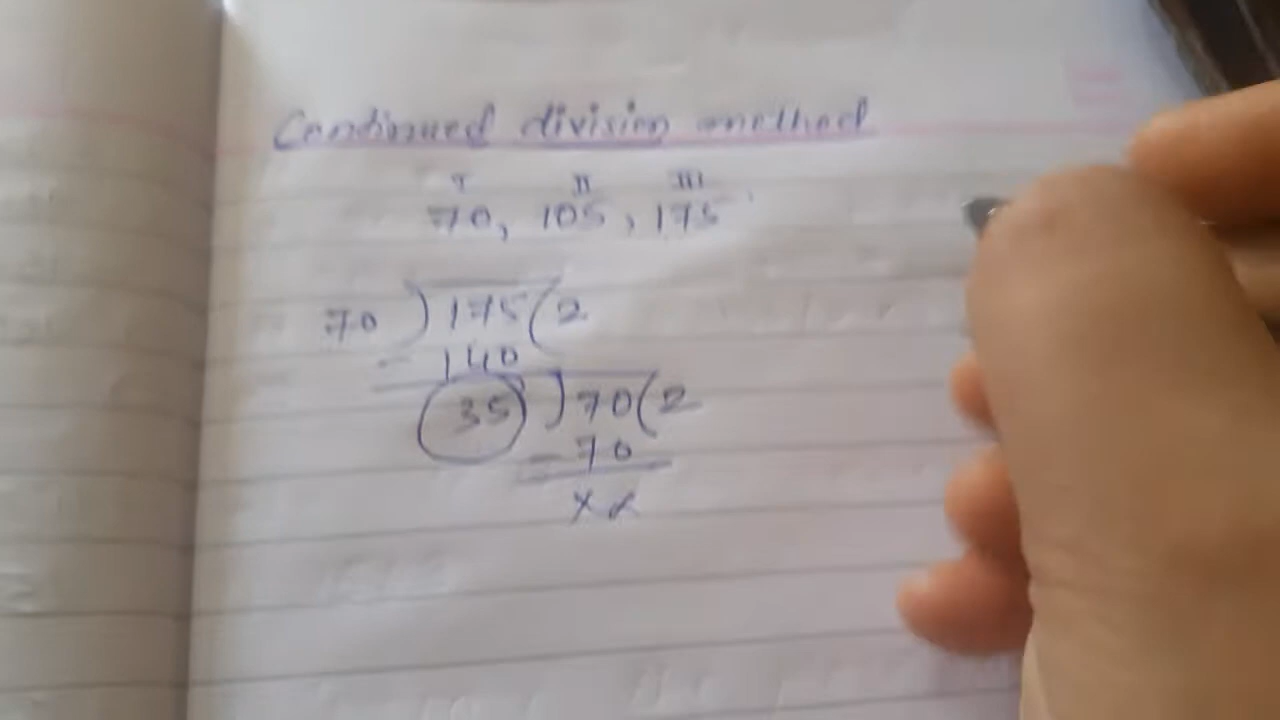 Continued division method
I II III
70, 105, 175
70 ) 175 ( 2
- 140
35 ) 70 ( 2
- 70
x x